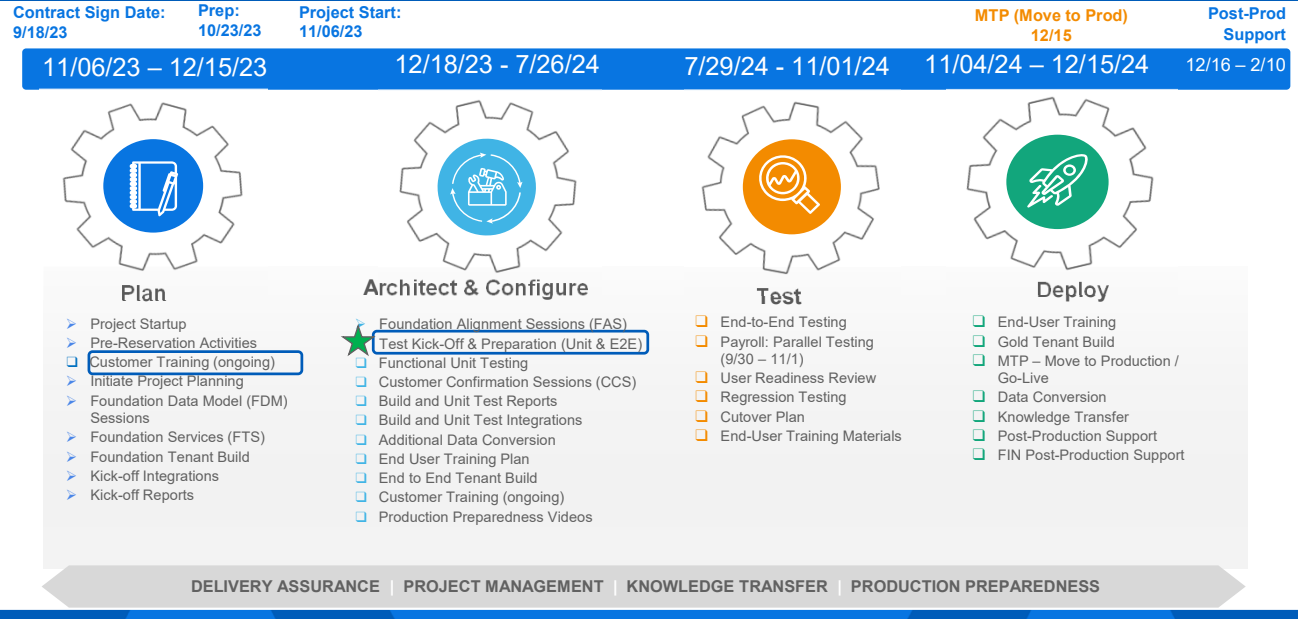 Contract Sign Date:
9/18/23
Prep:
10/23/23
Project Start:
11/06/23
MTP (Move to Prod)
12/15
Post-Prod
Support
11/06/23 – 12/15/23
12/18/23 - 7/26/24
7/29/24 - 11/01/24
11/04/24 – 12/15/24
12/16 – 2/10
Plan
Project Startup
Pre-Reservation Activities
Customer Training (ongoing)
Initiate Project Planning
Foundation Data Model (FDM)
Sessions
Foundation Services (FTS)
Foundation Tenant Build
Kick-off Integrations
Kick-off Reports
Architect & Configure
Foundation Alignment Sessions (FAS)
Test Kick-Off & Preparation (Unit & E2E)
Functional Unit Testing
Customer Confirmation Sessions (CCS)
Build and Unit Test Reports
Build and Unit Test Integrations
Additional Data Conversion
End User Training Plan
End to End Tenant Build
Customer Training (ongoing)
Production Preparedness Videos
Test
End-to-End Testing
Payroll: Parallel Testing
(9/30 – 11/1)
User Readiness Review
Regression Testing
Cutover Plan
End-User Training Materials
Deploy
End-User Training
Gold Tenant Build
MTP – Move to Production /
Go-Live
Data Conversion
Knowledge Transfer
Post-Production Support
FIN Post-Production Support
DELIVERY ASSURANCE | PROJECT MANAGEMENT | KNOWLEDGE TRANSFER | PRODUCTION PREPAREDNESS